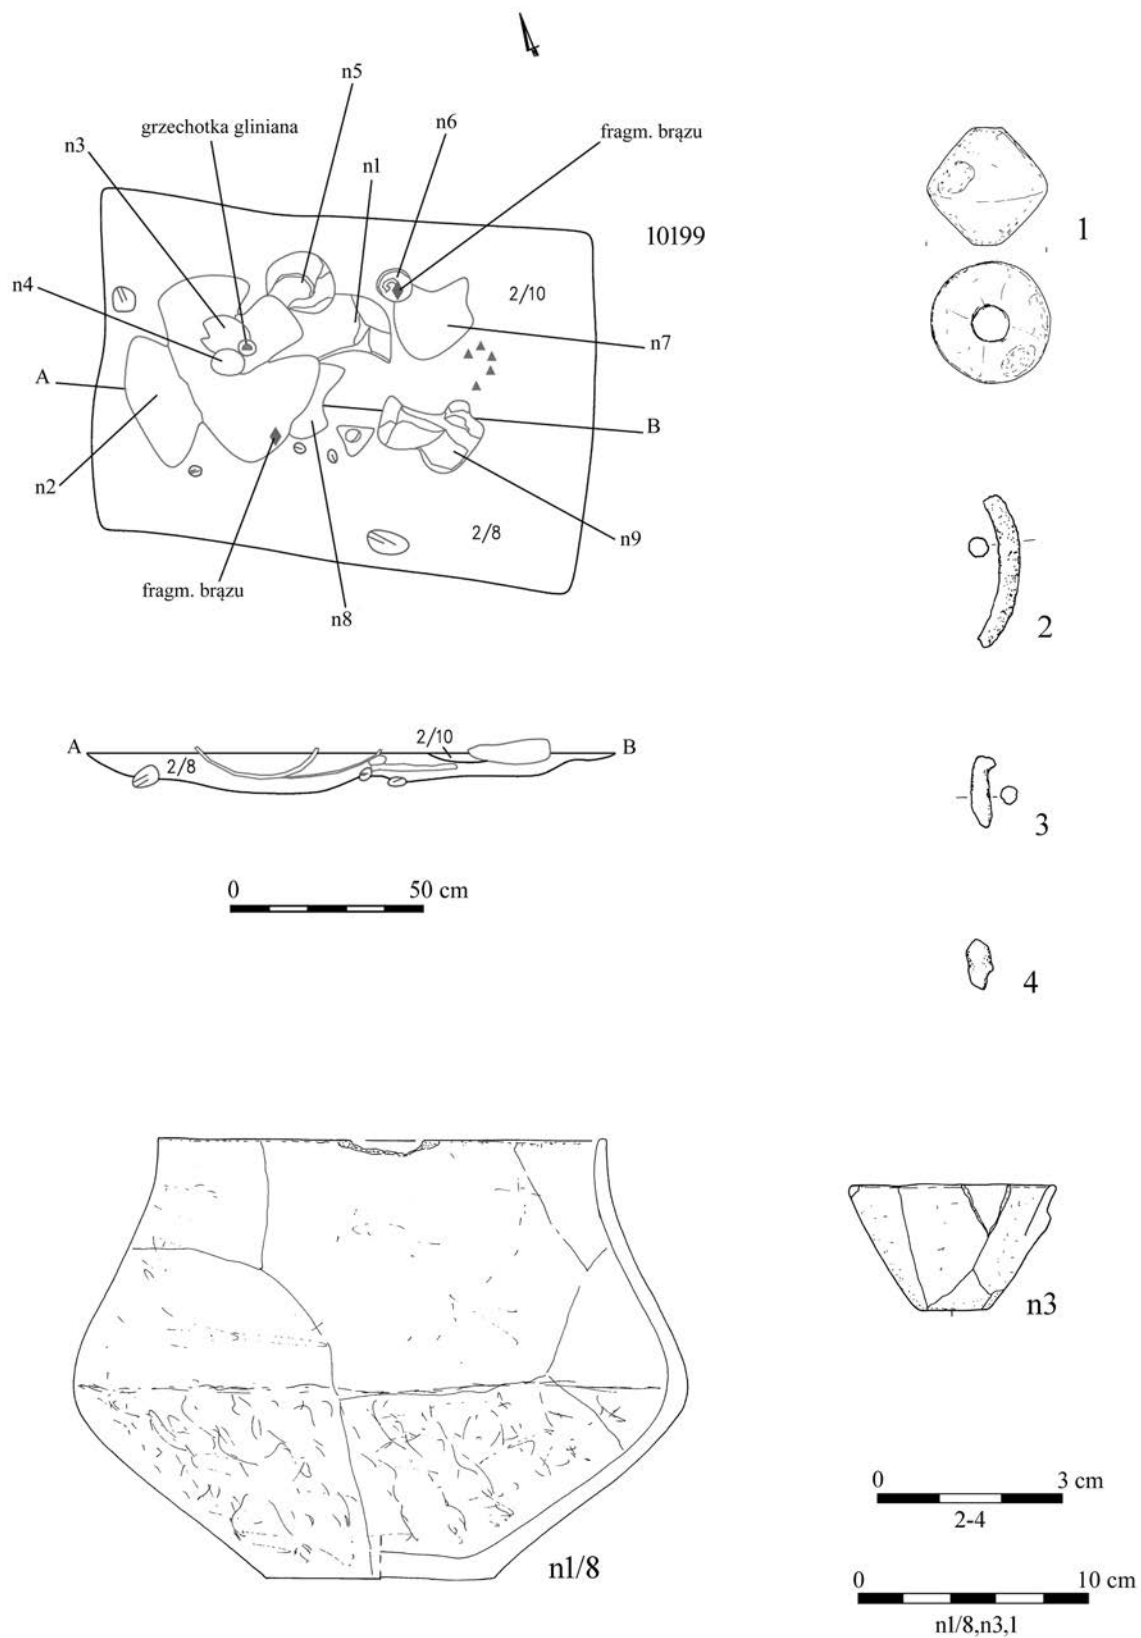 n5
grzechotka gliniana
n6
fragm. brązu
n3
n1
10199
n4
2/10
n7
A
B
n2
2/8
n9
fragm. brązu
n8
1
2
A
2/8
2/10
B
3
0 50 cm
4
n1/8
n3
0 3 cm
2-4
0 10 cm
n1/8,n3,1